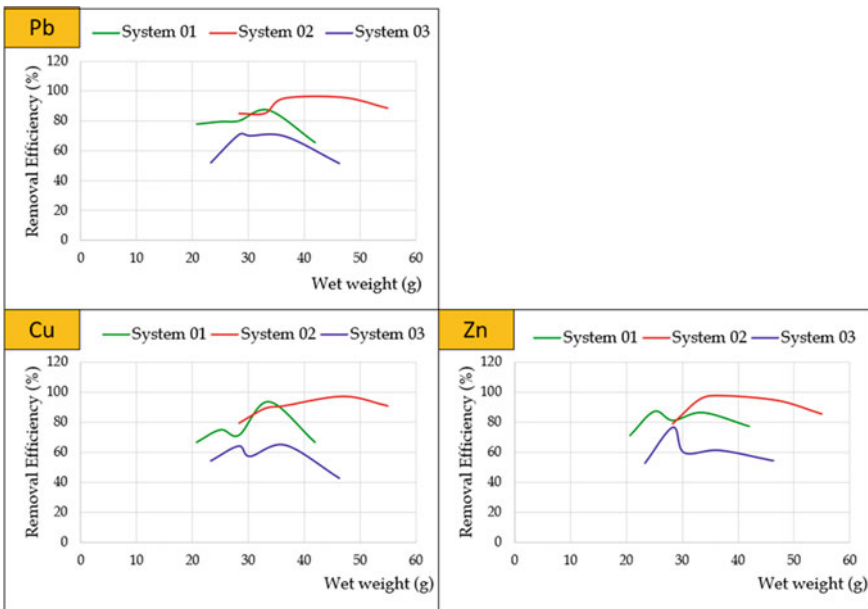 Pb
System 01 System 02 System 03
Removal Efficiency (%)
120
100
80
60
40
20
0
0 10 20 30 40 50 60
Wet weight (g)
Cu
System 01 System 02 System 03
Removal Efficiency (%)
120
100
80
60
40
20
0
0 10 20 30 40 50 60
Wet weight (g)
Zn
System 01 System 02 System 03
Removal Efficiency (%)
120
100
80
60
40
20
0
0 10 20 30 40 50 60
Wet weight (g)